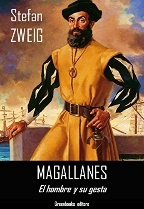 Stefan
ZWEIG
MAGALLANES
El hombre y su gesta
Greenbooks editore